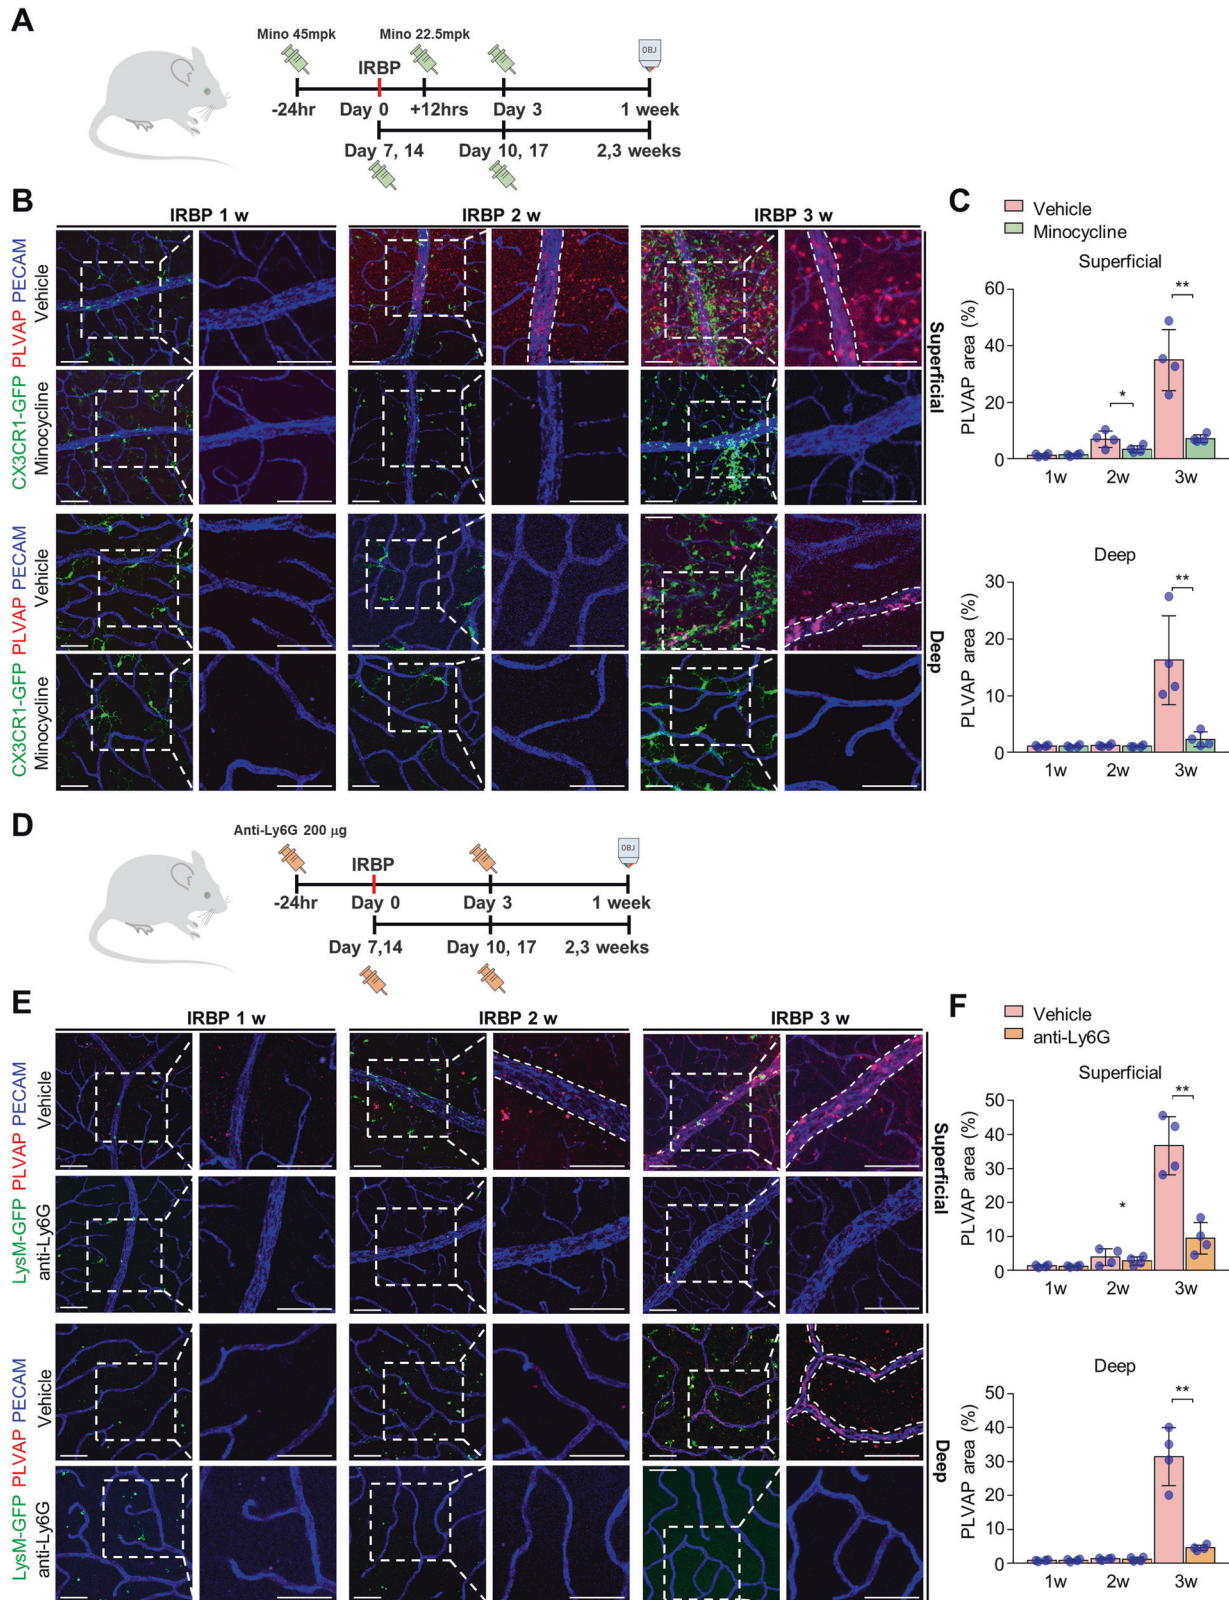 A
Mino 45mpk
Mino 22.5mpk
OBJ
IRBP
-24hr
Day 0
+12hrs
Day 3
1 week
Day 7, 14
Day 10, 17
2,3 weeks
B
IRBP 1 w
IRBP 2 w
IRBP 3 w
CX3CR1-GFP PLVAP PECAM
Vehicle
Minocycline
Superficial
CX3CR1-GFP PLVAP PECAM
Vehicle
Minocycline
Deep
C
Vehicle
Minocycline
Superficial
PLVAP area (%)
60
40
20
0
*
**
1w
2w
3w
Deep
PLVAP area (%)
30
20
10
0
**
1w
2w
3w
D
Anti-Ly6G 200 μg
OBJ
IRBP
-24hr
Day 0
Day 3
1 week
Day 7,14
Day 10, 17
2,3 weeks
E
IRBP 1 w
IRBP 2 w
IRBP 3 w
LysM-GFP PLVAP PECAM
Vehicle
anti-Ly6G
Superficial
LysM-GFP PLVAP PECAM
Vehicle
anti-Ly6G
Deep
F
Vehicle
anti-Ly6G
Superficial
PLVAP area (%)
50
40
30
20
10
0
*
**
1w
2w
3w
Deep
PLVAP area (%)
50
40
30
20
10
0
**
1w
2w
3w